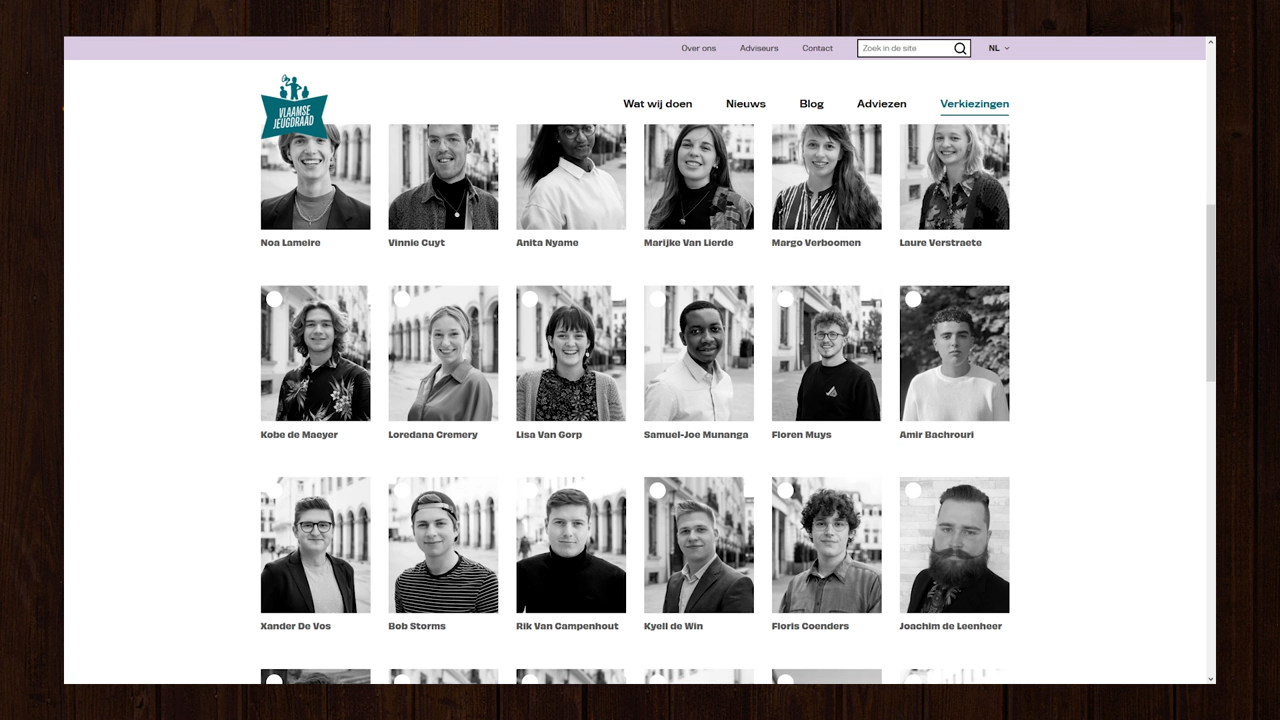 Over ons Adviseurs Contact Zoek in de site NL
VLAAMSE
JEUGDRAAD
Wat wij doen Nieuws Blog Adviezen Verkiezingen
Noa Lameire Vinnie Cuyt Anita Nyame Marijke Van Lierde Margo Verboomen Laure Verstraete
Kobe de Maeyer Loredana Cremery Lisa Van Gorp Samuel-Joe Munanga Floren Muys Amir Bachrouri
Xander De Vos Bob Storms Rik Van Campenhout Kyell de Win Floris Coenders Joachim de Leenheer